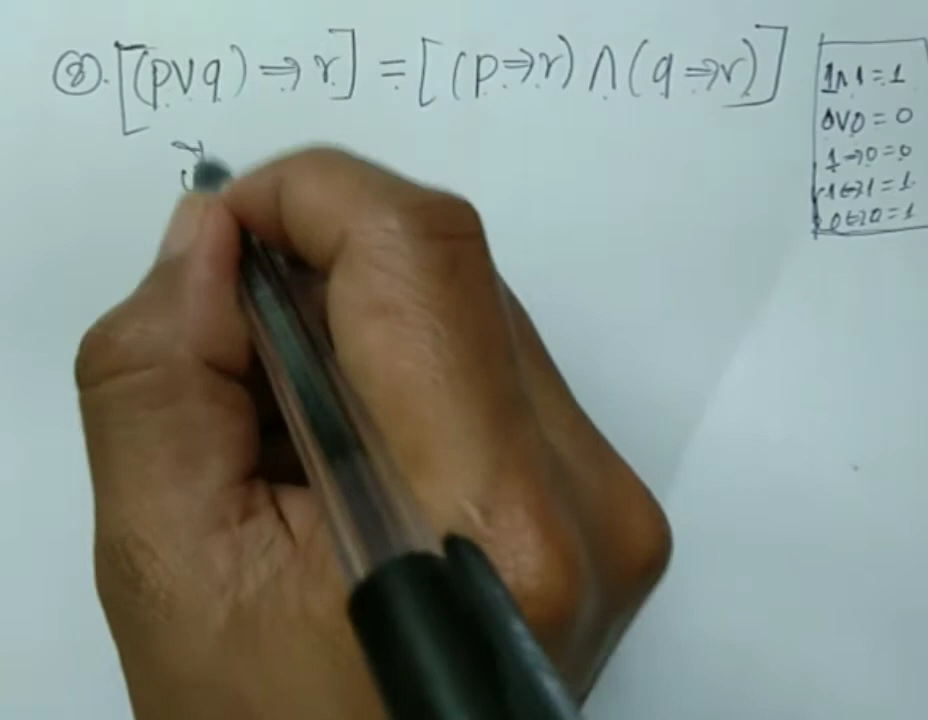 ⑧. [(p∨q) ⇒ r] = [(p⇒r) ∧ (q⇒r)]
1∧1 = 1
0∨0 = 0
1→0=0
1↔1=1
0↔0=1